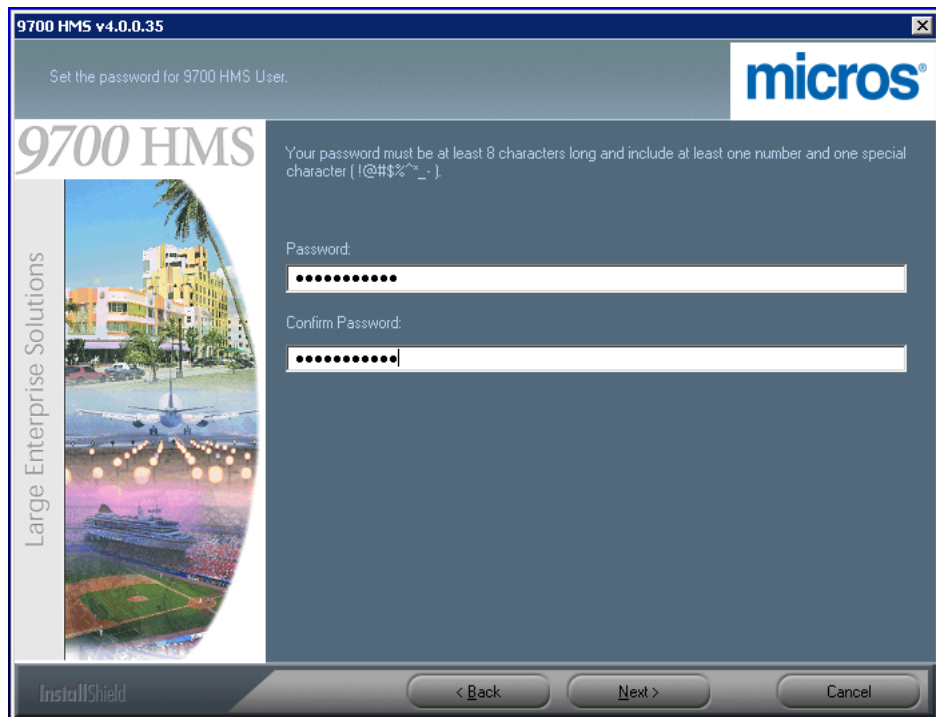 9700 HMS v4.0.0.35
Set the password for 9700 HMS User.
micros®
9700 HMS
Large Enterprise Solutions
Your password must be at least 8 characters long and include at least one number and one special
character ( !@#$%^*_- ).
Password:
●●●●●●●●●●●
Confirm Password:
●●●●●●●●●●●
InstallShield
< Back
Next >
Cancel